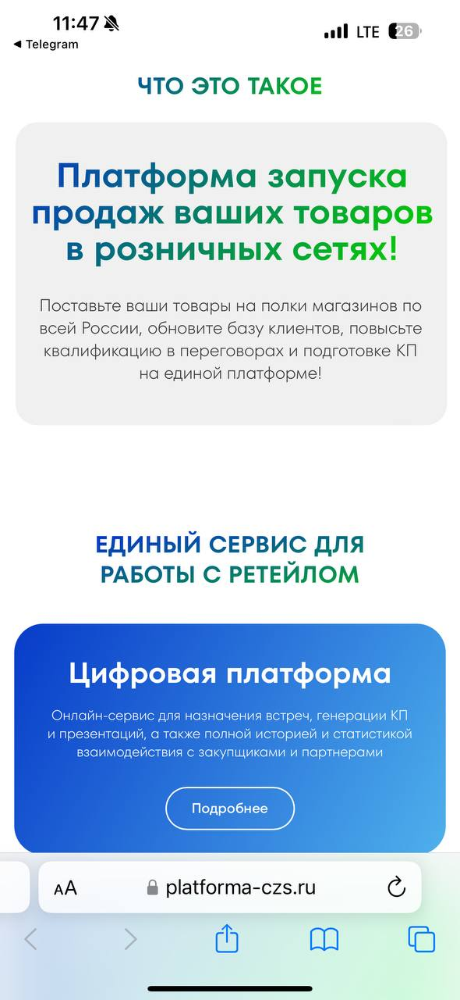 11:47
LTE
26
◀ Telegram
ЧТО ЭТО ТАКОЕ
Платформа запуска
продаж ваших товаров
в розничных сетях!
Поставьте ваши товары на полки магазинов по
всей России, обновите базу клиентов, повысьте
квалификацию в переговорах и подготовке КП
на единой платформе!
ЕДИНЫЙ СЕРВИС ДЛЯ
РАБОТЫ С РЕТЕЙЛОМ
Цифровая платформа
Онлайн-сервис для назначения встреч, генерации КП
и презентаций, а также полной историей и статистикой
взаимодействия с закупщиками и партнерами
Подробнее
AA
platforma-czs.ru